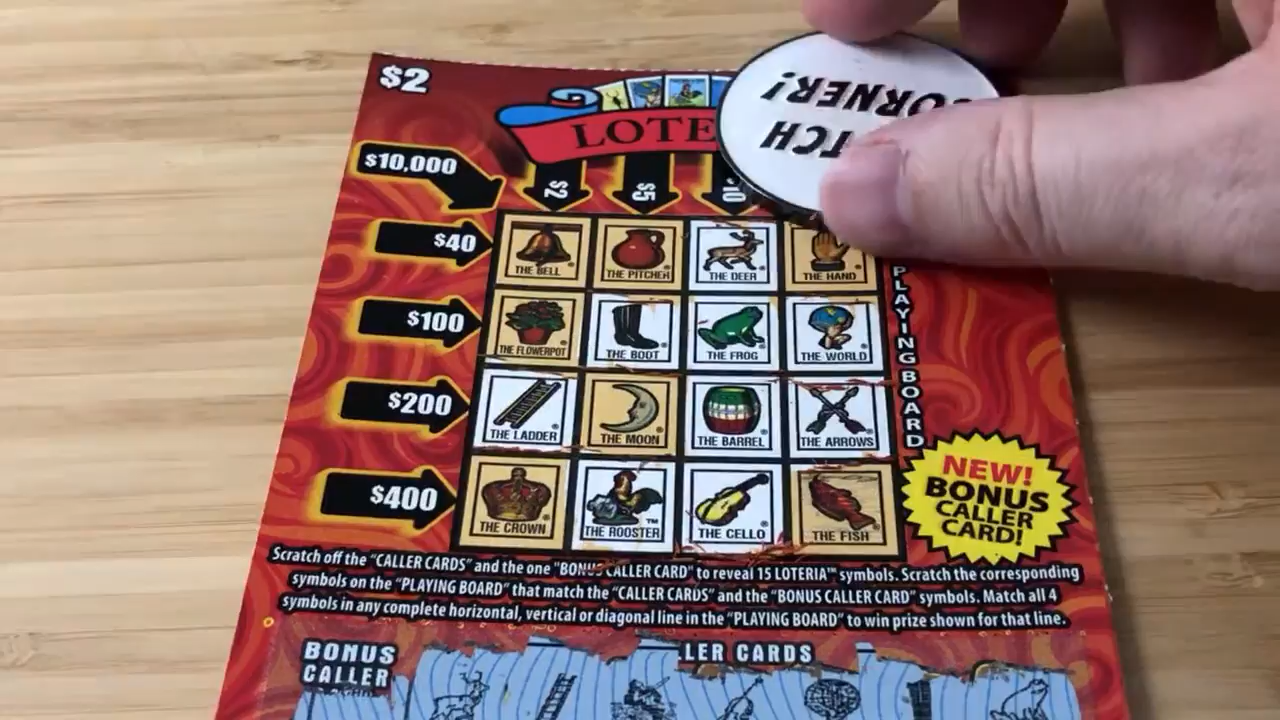 $2
LOTE
TCH
ORNER!
$10,000
$2 $5 10
$40
THE BELL THE PITCHER THE DEER THE HAND
$100
THE FLOWERPOT THE BOOT THE FROG THE WORLD
$200
THE LADDER THE MOON THE BARREL THE ARROWS
$400
THE CROWN THE ROOSTER™ THE CELLO THE FISH
PLAYING BOARD
NEW!
BONUS
CALLER
CARD!
Scratch off the "CALLER CARDS" and the one "BONUS CALLER CARD" to reveal 15 LOTERIA™ symbols. Scratch the corresponding
symbols on the "PLAYING BOARD" that match the "CALLER CARDS" and the "BONUS CALLER CARD" symbols. Match all 4
symbols in any complete horizontal, vertical or diagonal line in the "PLAYING BOARD" to win prize shown for that line.
BONUS
CALLER
LER CARDS